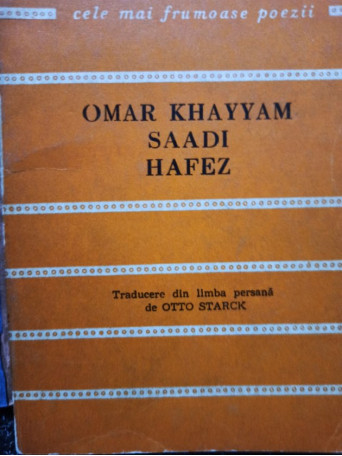 cele mai frumoase poezii
OMAR KHAYYAM
SAADI
HAFEZ
Traducere din limba persană
de OTTO STARCK